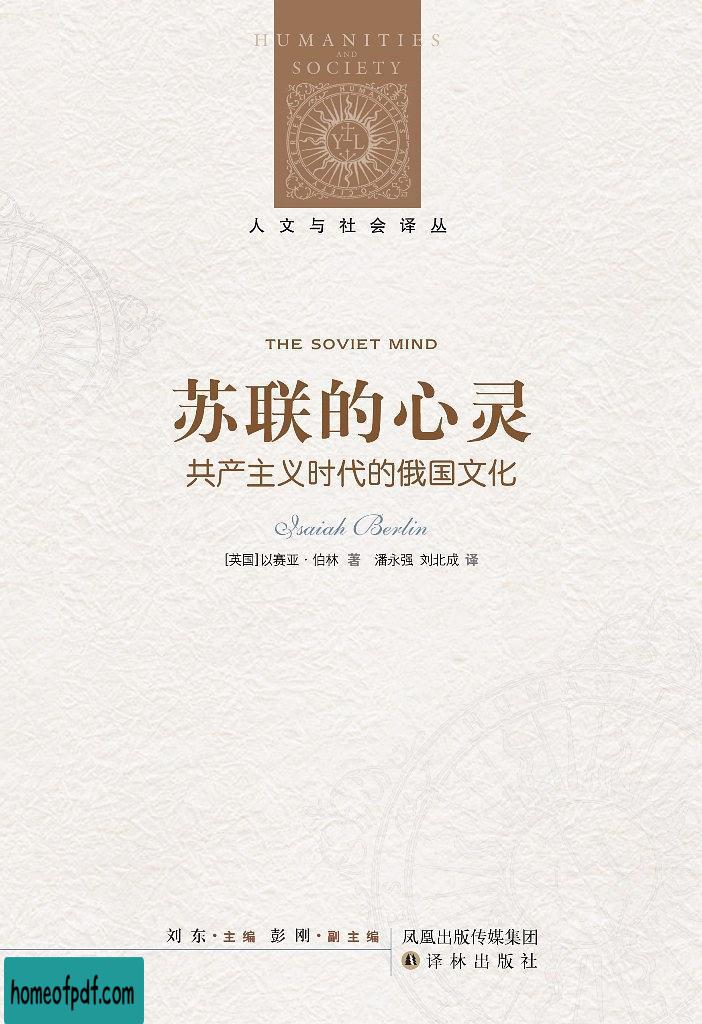 HUMANITIES
AND
SOCIETY
YL
人文与社会译丛
THE SOVIET MIND
苏联的心灵
共产主义时代的俄国文化
Isaiah Berlin
[英国]以赛亚·伯林 著 潘永强 刘北成 译
刘东·主编 彭刚·副主编
凤凰出版传媒集团
译林出版社
homeofpdf.com